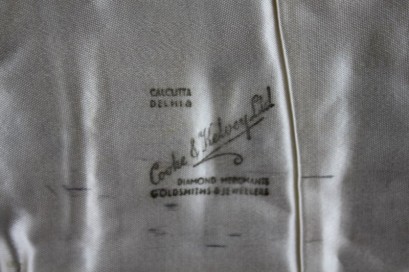 CALCUTTA
DELHI
Cooke & Kelvey Ltd
DIAMOND MERCHANTS
GOLDSMITHS & JEWELLERS